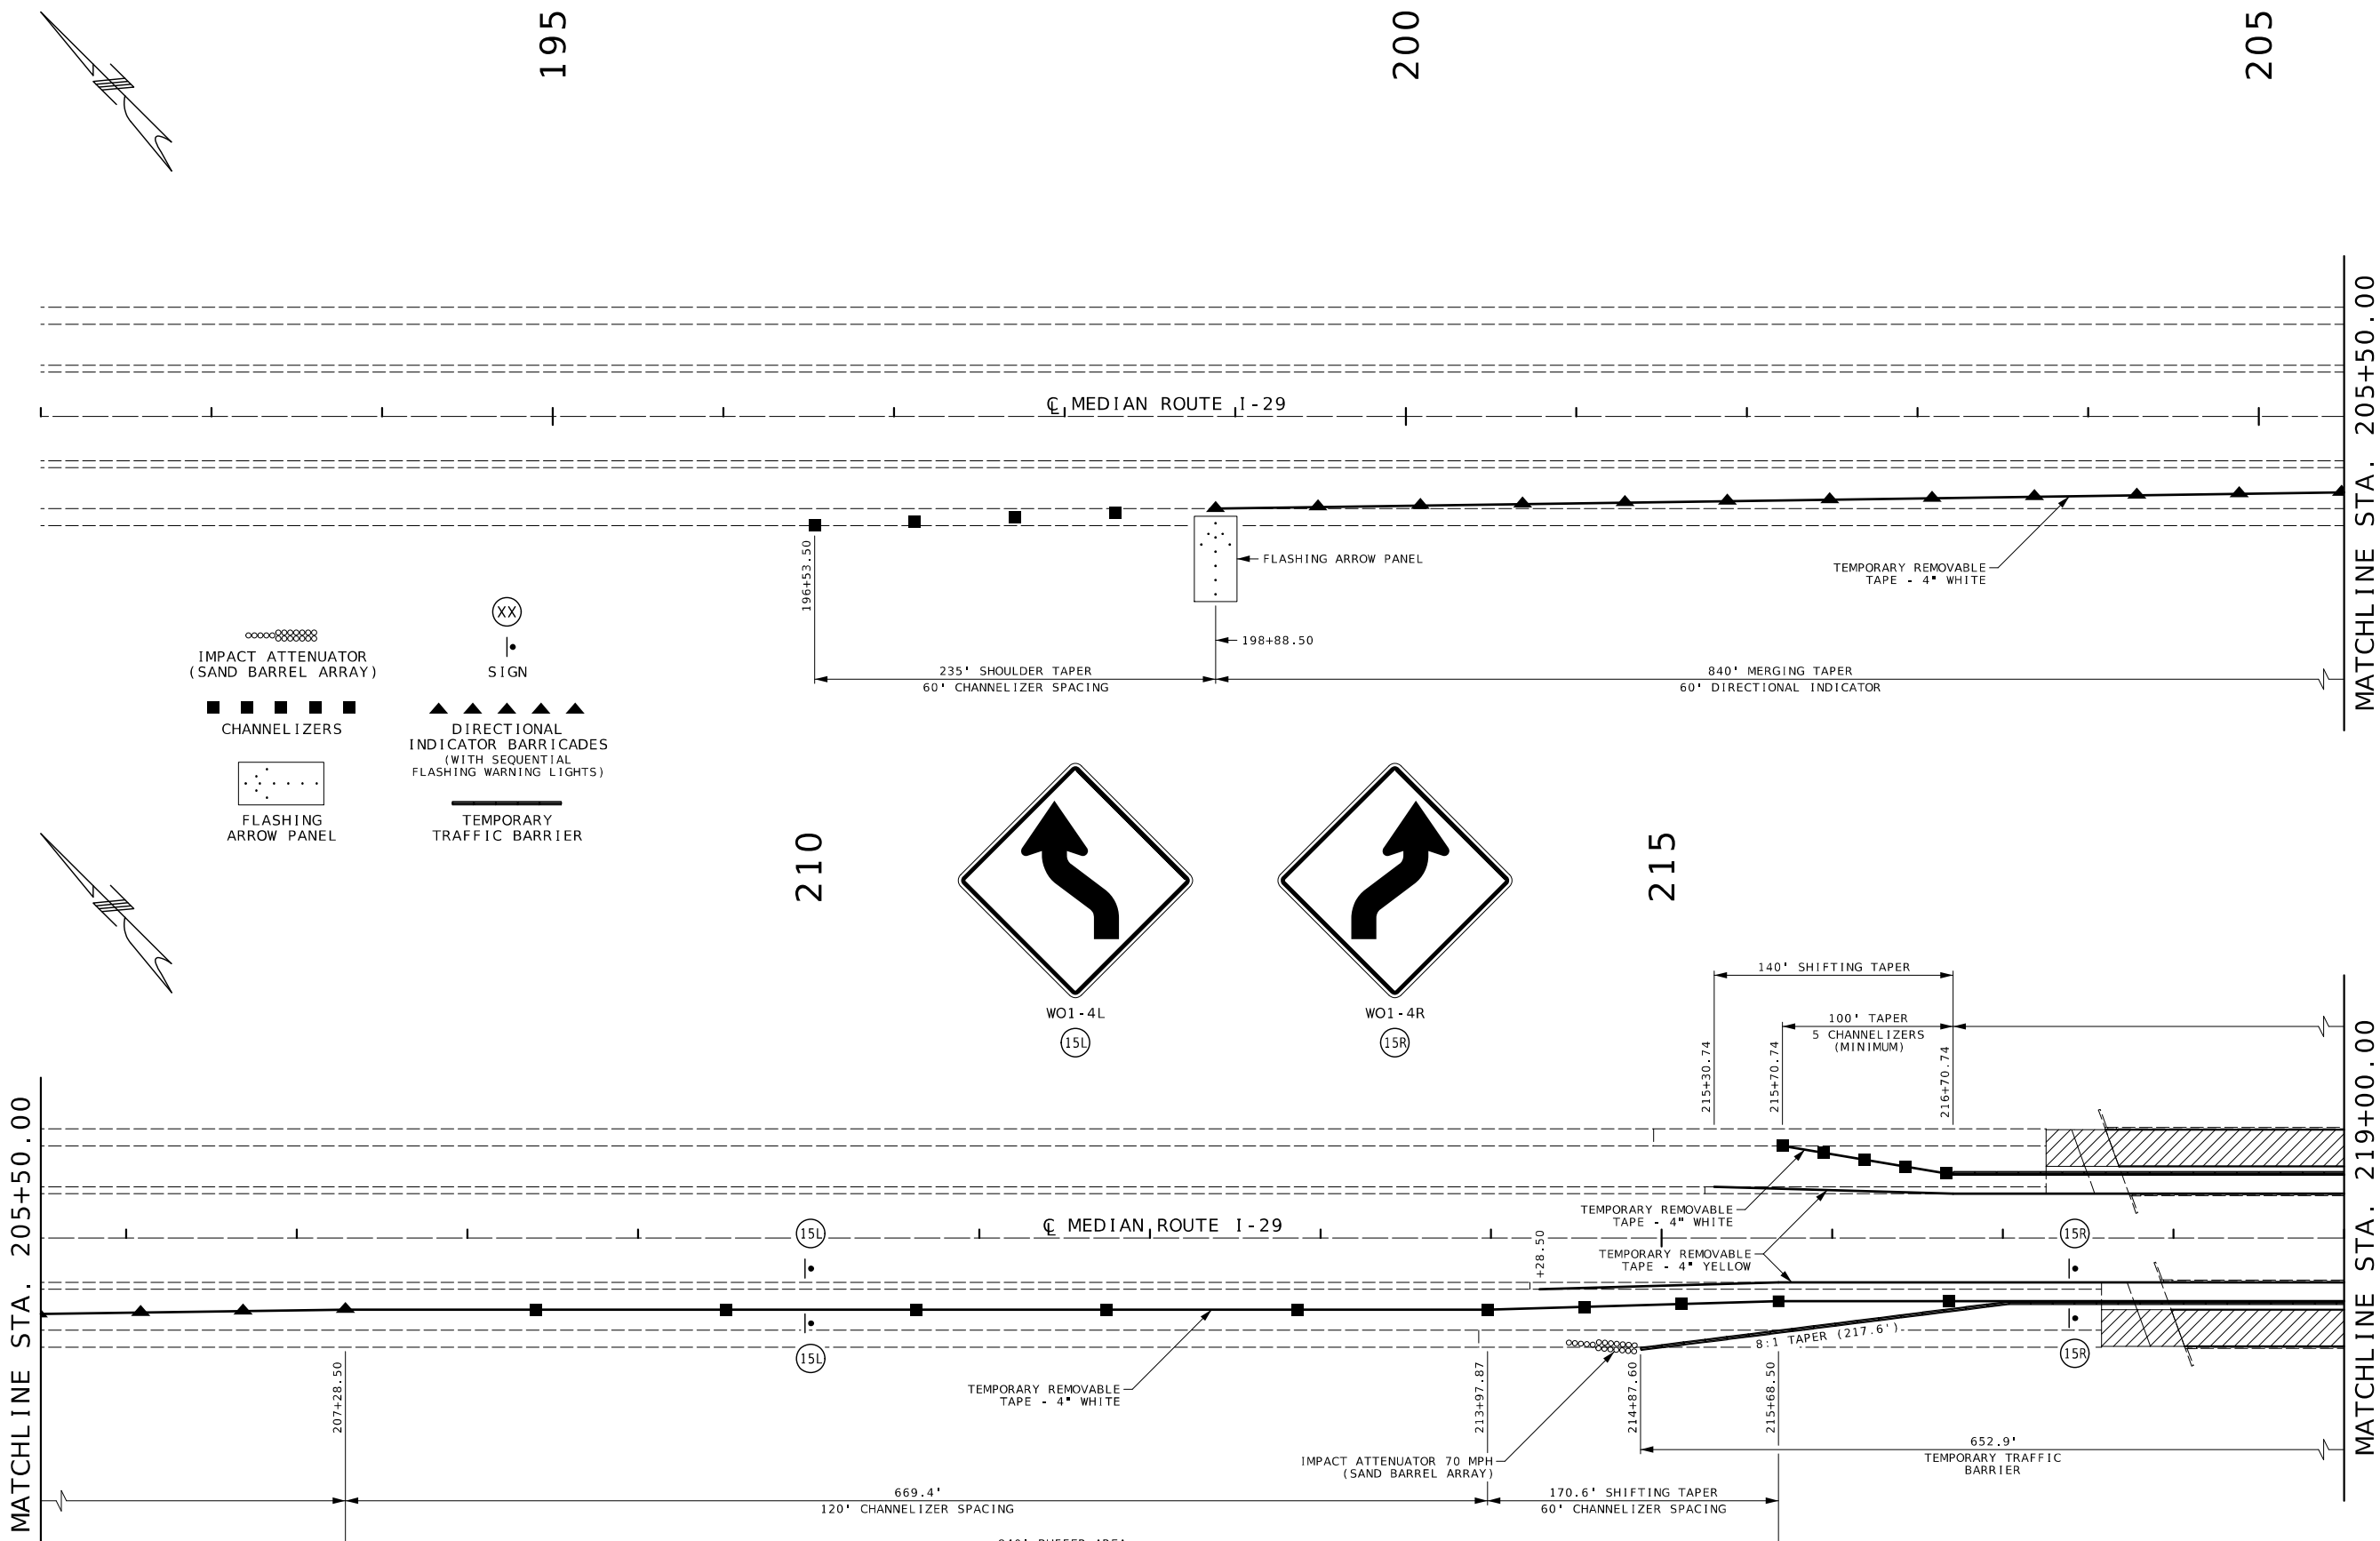 195
200
205
℄ MEDIAN ROUTE I-29
MATCHLINE STA. 205+50.00
196+53.50
FLASHING ARROW PANEL
198+88.50
TEMPORARY REMOVABLE
TAPE - 4" WHITE
235' SHOULDER TAPER
60' CHANNELIZER SPACING
840' MERGING TAPER
60' DIRECTIONAL INDICATOR
IMPACT ATTENUATOR
(SAND BARREL ARRAY)
XX
SIGN
CHANNELIZERS
DIRECTIONAL
INDICATOR BARRICADES
(WITH SEQUENTIAL
FLASHING WARNING LIGHTS)
FLASHING
ARROW PANEL
TEMPORARY
TRAFFIC BARRIER
210
215
WO1-4L
15L
WO1-4R
15R
140' SHIFTING TAPER
100' TAPER
5 CHANNELIZERS
(MINIMUM)
215+30.74
215+70.74
216+70.74
MATCHLINE STA. 205+50.00
MATCHLINE STA. 219+00.00
TEMPORARY REMOVABLE
TAPE - 4" WHITE
℄ MEDIAN ROUTE I-29
15L
15R
+28.50
TEMPORARY REMOVABLE
TAPE - 4" YELLOW
8:1 TAPER (217.6')
15L
15R
207+28.50
TEMPORARY REMOVABLE
TAPE - 4" WHITE
213+97.87
214+87.60
215+68.50
IMPACT ATTENUATOR 70 MPH
(SAND BARREL ARRAY)
652.9'
TEMPORARY TRAFFIC
BARRIER
669.4'
120' CHANNELIZER SPACING
170.6' SHIFTING TAPER
60' CHANNELIZER SPACING